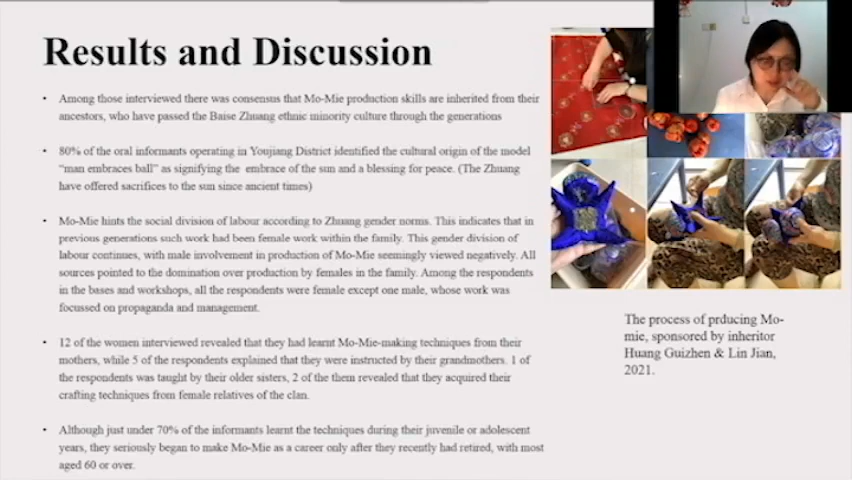 Results and Discussion
• Among those interviewed there was consensus that Mo-Mie production skills are inherited from their
ancestors, who have passed the Baise Zhuang ethnic minority culture through the generations
• 80% of the oral informants operating in Youjiang District identified the cultural origin of the model
“man embraces ball” as signifying the embrace of the sun and a blessing for peace. (The Zhuang
have offered sacrifices to the sun since ancient times)
• Mo-Mie hints the social division of labour according to Zhuang gender norms. This indicates that in
previous generations such work had been female work within the family. This gender division of
labour continues, with male involvement in production of Mo-Mie seemingly viewed negatively. All
sources pointed to the domination over production by females in the family. Among the respondents
in the bases and workshops, all the respondents were female except one male, whose work was
focussed on propaganda and management.
• 12 of the women interviewed revealed that they had learnt Mo-Mie-making techniques from their
mothers, while 5 of the respondents explained that they were instructed by their grandmothers. 1 of
the respondents was taught by their older sisters, 2 of them revealed that they acquired their
crafting techniques from female relatives of the clan.
• Although just under 70% of the informants learnt the techniques during their juvenile or adolescent
years, they seriously began to make Mo-Mie as a career only after they recently had retired, with most
aged 60 or over.
The process of prducing Mo-
mie, sponsored by inheritor
Huang Guizhen & Lin Jian,
2021.